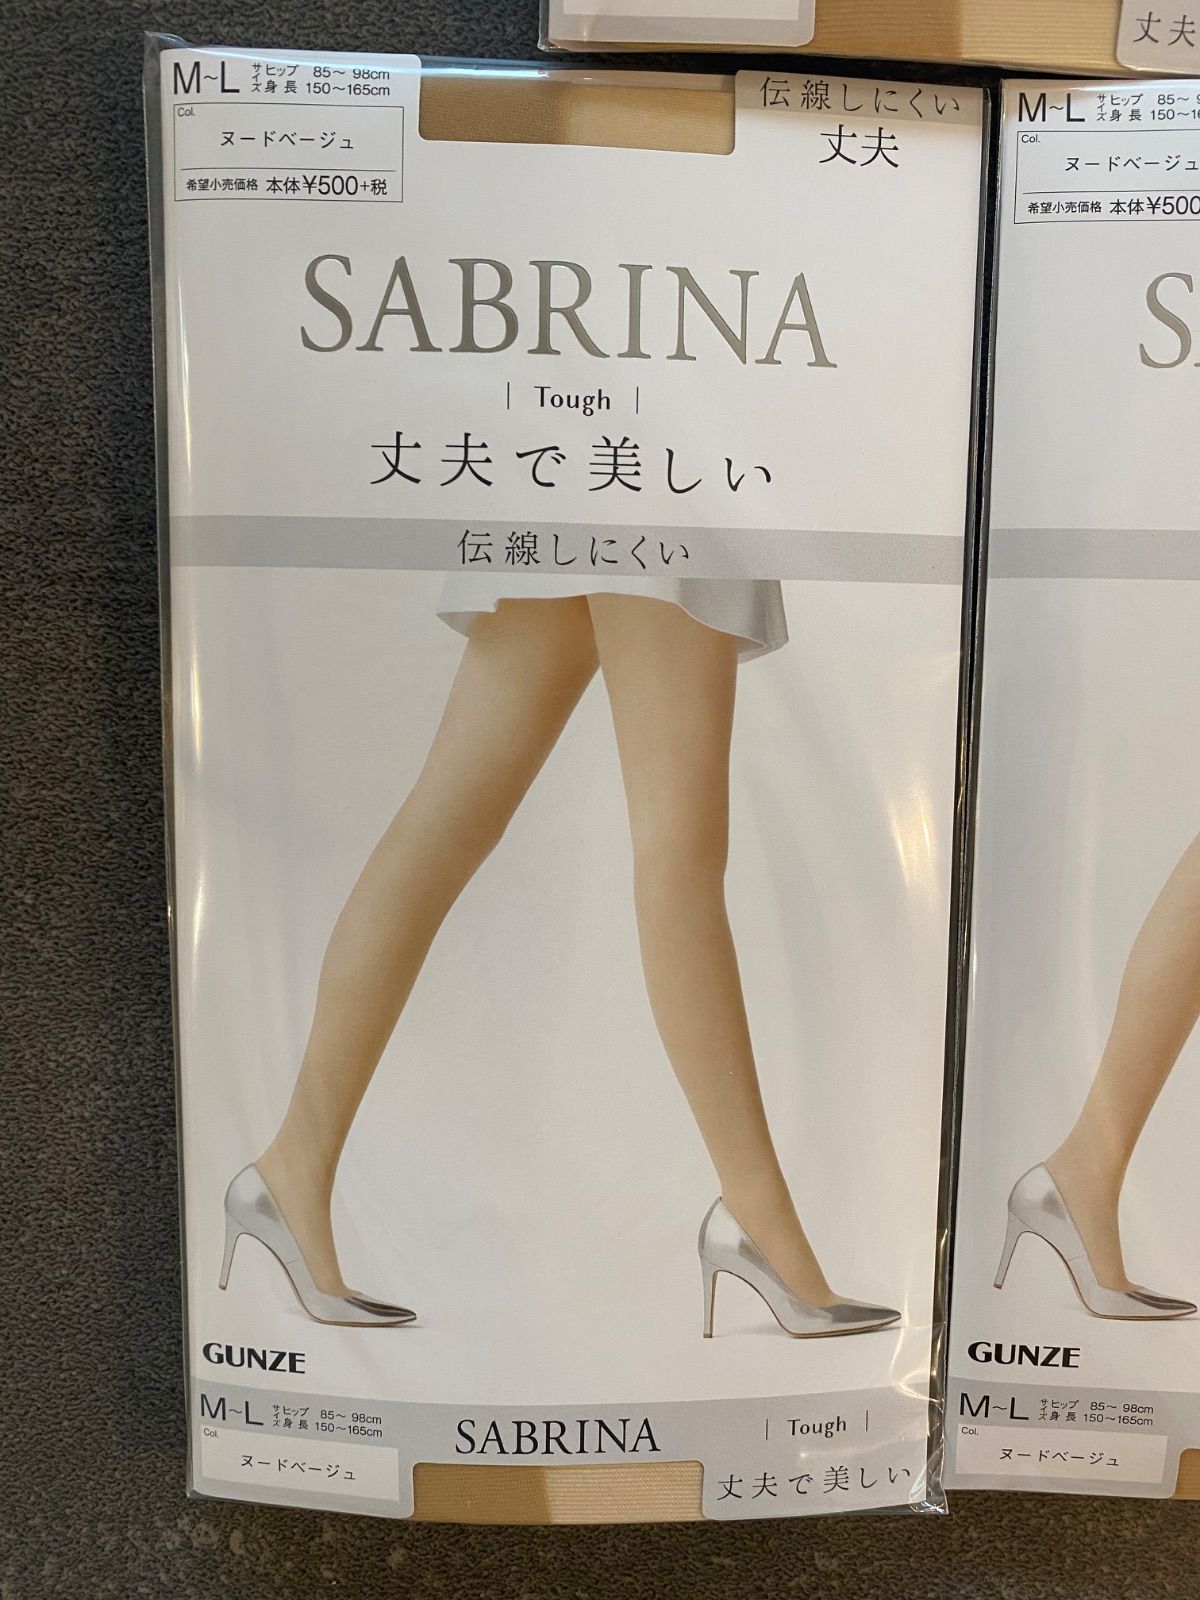 M~L サイズ ヒップ 85~98cm
身長 150~165cm
Col.
ヌードベージュ
希望小売価格 本体¥500+税
伝線しにくい
丈夫
SABRINA
| Tough |
丈夫で美しい
伝線しにくい
GUNZE
M~L サイズ ヒップ 85~98cm
身長 150~165cm
Col.
ヌードベージュ
SABRINA
| Tough |
丈夫で美しい
丈夫
M~L サイズ ヒップ 85~
身長 150~
Col.
ヌードベージュ
希望小売価格 本体¥500
GUNZE
M~L サイズ ヒップ 85~98cm
身長 150~165cm
Col.
ヌードベージュ